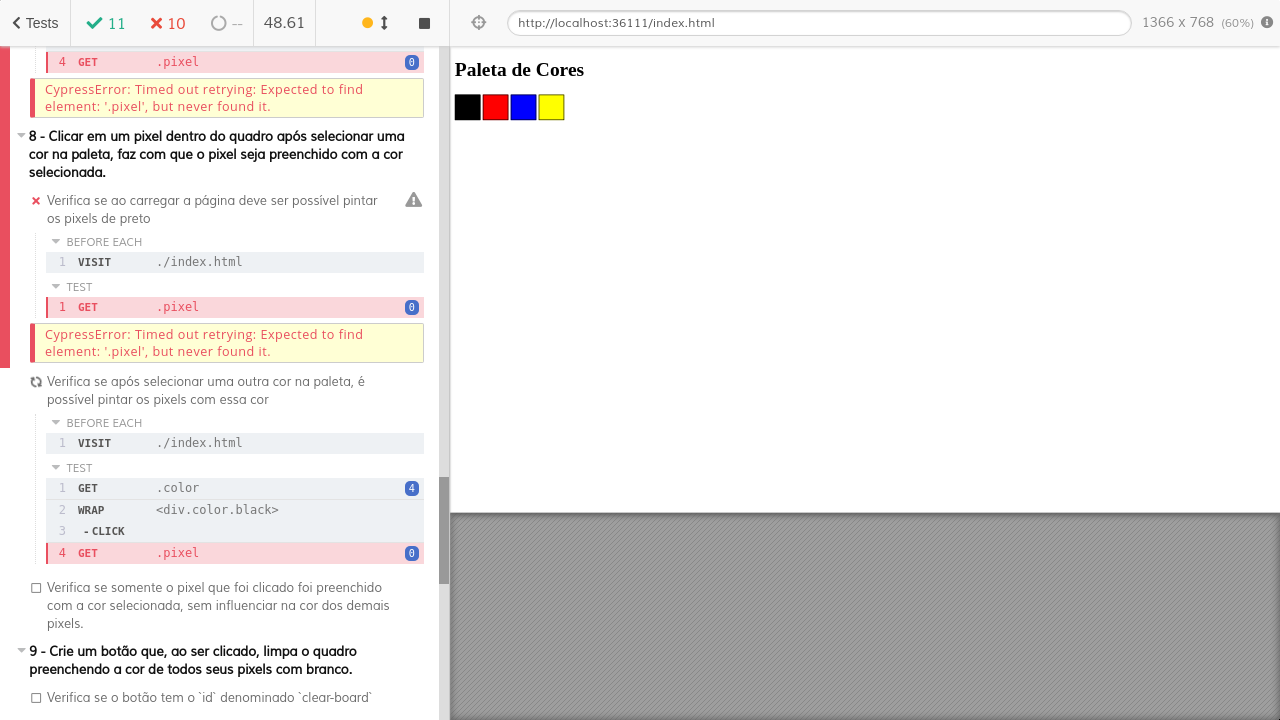 Tests 11 10 -- 48.61 http://localhost:36111/index.html 1366 x 768 (60%)
4 GET .pixel 0
CypressError: Timed out retrying: Expected to find
element: '.pixel', but never found it.
8 - Clicar em um pixel dentro do quadro após selecionar uma
cor na paleta, faz com que o pixel seja preenchido com a cor
selecionada.
Verifica se ao carregar a página deve ser possível pintar
os pixels de preto
BEFORE EACH
1 VISIT ./index.html
TEST
1 GET .pixel 0
CypressError: Timed out retrying: Expected to find
element: '.pixel', but never found it.
Verifica se após selecionar uma outra cor na paleta, é
possível pintar os pixels com essa cor
BEFORE EACH
1 VISIT ./index.html
TEST
1 GET .color 4
2 WRAP <div.color.black>
3 - CLICK
4 GET .pixel 0
Verifica se somente o pixel que foi clicado foi preenchido
com a cor selecionada, sem influenciar na cor dos demais
pixels.
9 - Crie um botão que, ao ser clicado, limpa o quadro
preenchendo a cor de todos seus pixels com branco.
Verifica se o botão tem o `id` denominado `clear-board`
Paleta de Cores